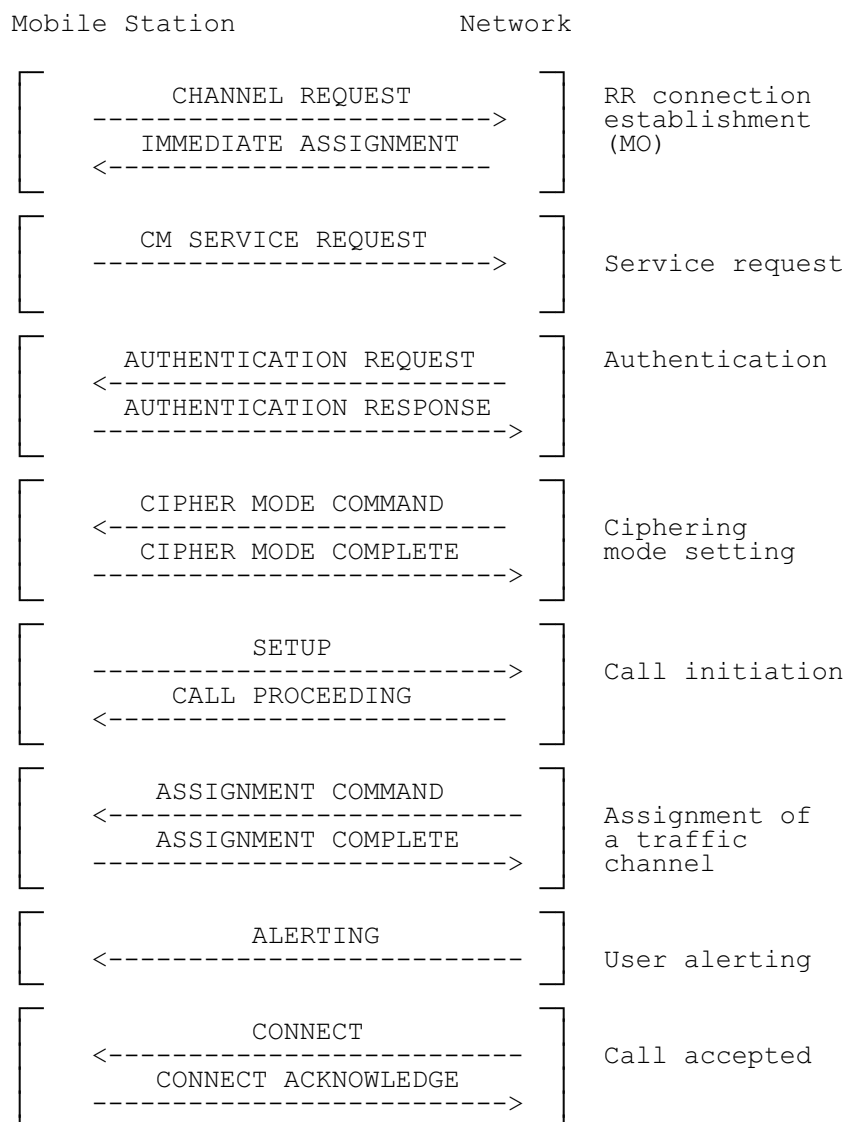 Mobile Station Network
CHANNEL REQUEST RR connection
-------------------------> establishment
IMMEDIATE ASSIGNMENT (MO)
<------------------------
CM SERVICE REQUEST
-------------------------> Service request
AUTHENTICATION REQUEST Authentication
<-------------------------
AUTHENTICATION RESPONSE
-------------------------->
CIPHER MODE COMMAND
<------------------------- Ciphering
CIPHER MODE COMPLETE mode setting
-------------------------->
SETUP
--------------------------> Call initiation
CALL PROCEEDING
<-------------------------
ASSIGNMENT COMMAND
<-------------------------- Assignment of
ASSIGNMENT COMPLETE a traffic
--------------------------> channel
ALERTING
<-------------------------- User alerting
CONNECT
<-------------------------- Call accepted
CONNECT ACKNOWLEDGE
-------------------------->